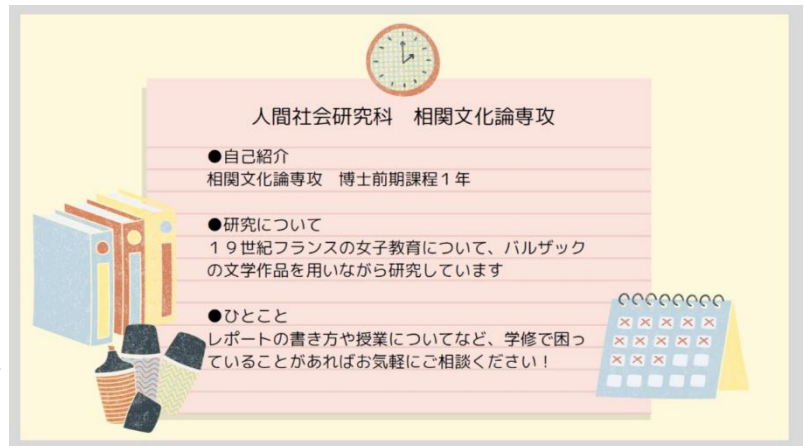 人間社会研究科　相関文化論専攻
●自己紹介
相関文化論専攻　博士前期課程１年
●研究について
１９世紀フランスの女子教育について、バルザック
の文学作品を用いながら研究しています
●ひとこと
レポートの書き方や授業についてなど、学修で困っ
ていることがあればお気軽にご相談ください！